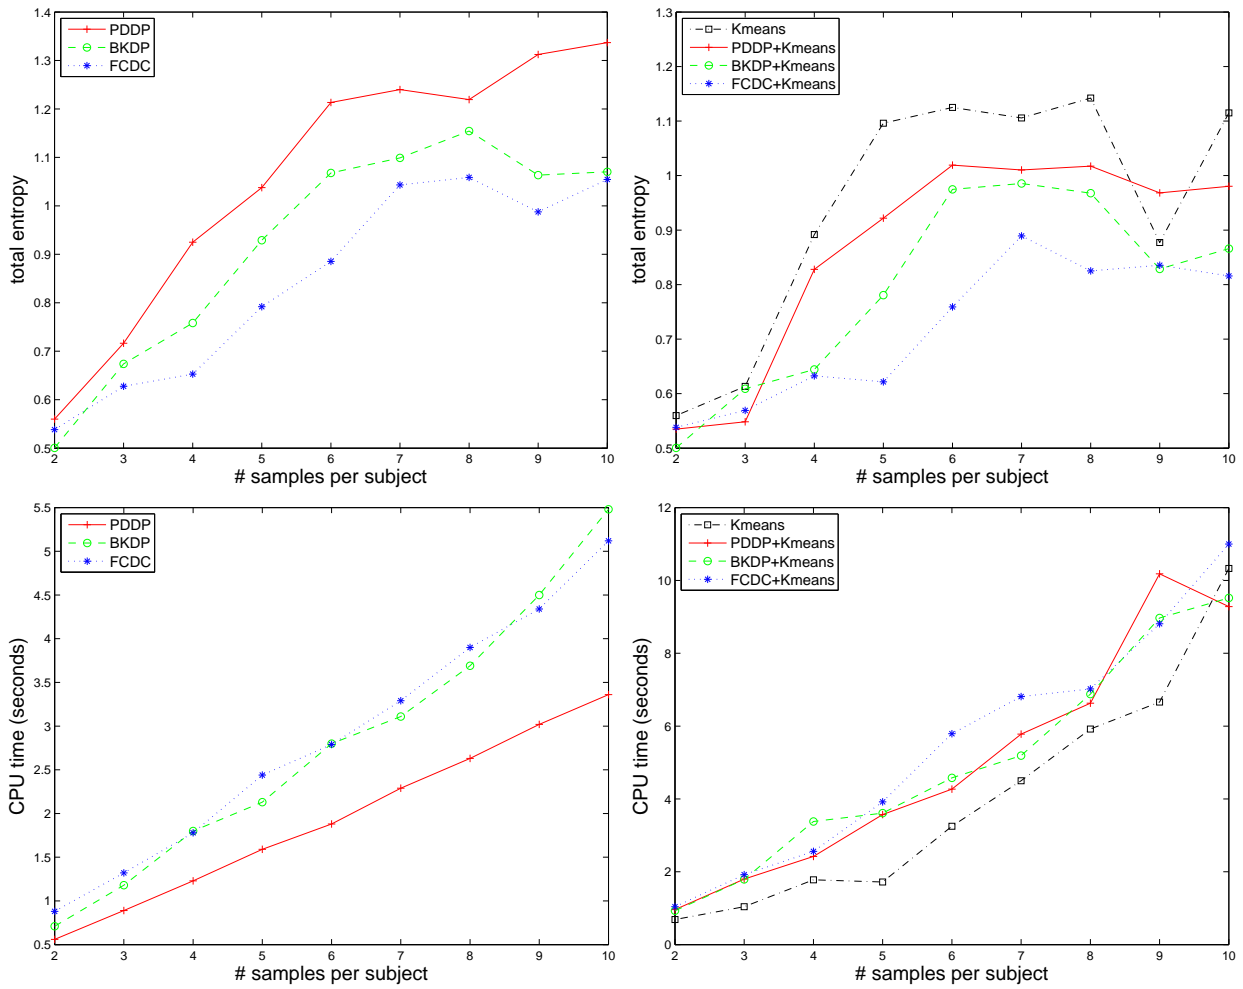 PDDP
BKDP
FCDC
1.4
1.3
1.2
1.1
1
0.9
0.8
0.7
0.6
0.5
total entropy
2 3 4 5 6 7 8 9 10
# samples per subject
Kmeans
PDDP+Kmeans
BKDP+Kmeans
FCDC+Kmeans
1.3
1.2
1.1
1
0.9
0.8
0.7
0.6
0.5
total entropy
2 3 4 5 6 7 8 9 10
# samples per subject
PDDP
BKDP
FCDC
5.5
5
4.5
4
3.5
3
2.5
2
1.5
1
0.5
CPU time (seconds)
2 3 4 5 6 7 8 9 10
# samples per subject
Kmeans
PDDP+Kmeans
BKDP+Kmeans
FCDC+Kmeans
12
10
8
6
4
2
0
CPU time (seconds)
2 3 4 5 6 7 8 9 10
# samples per subject